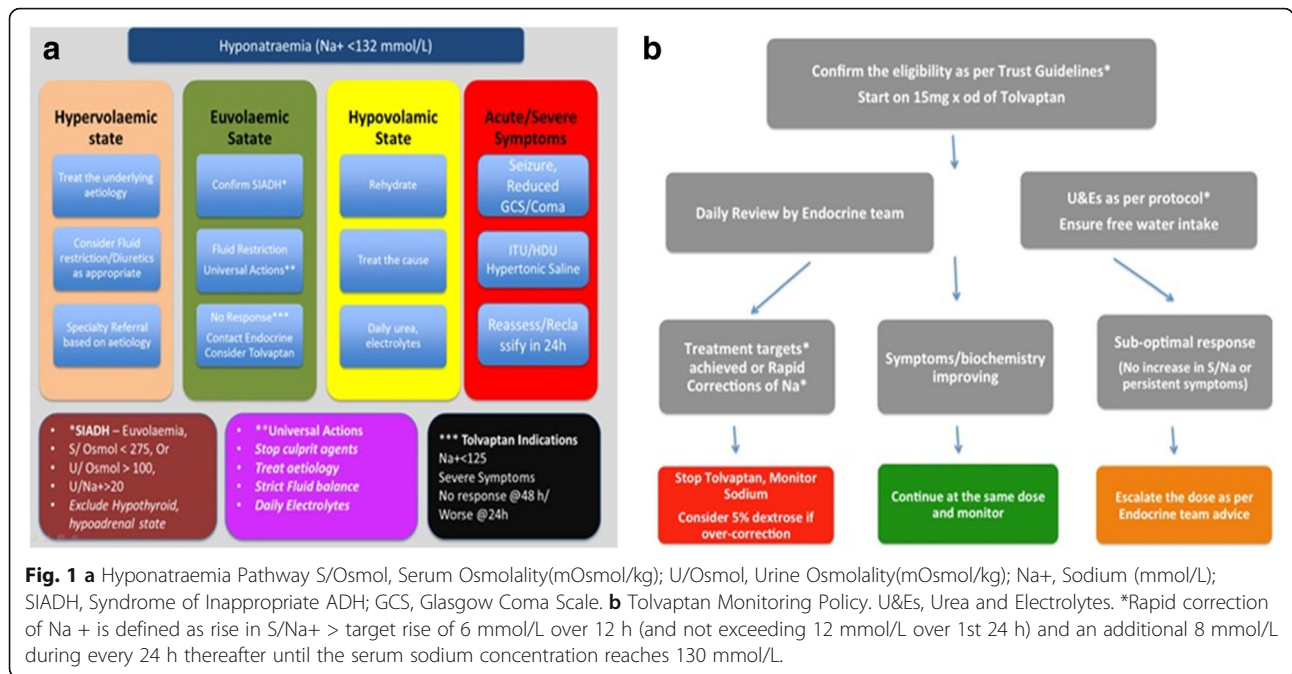 a
Hyponatraemia (Na+ <132 mmol/L)
Hypervolaemic
state
Treat the underlying
aetiology
Consider Fluid
restriction/Diuretics
as appropriate
Specialty Referral
based on aetiology
Euvolaemic
Satate
Confirm SIADH*
Fluid Restriction
Universal Actions**
No Response***
Contact Endocrine
Consider Tolvaptan
Hypovolamic
State
Rehydrate
Treat the cause
Daily urea,
electrolytes
Acute/Severe
Symptoms
Seizure,
Reduced
GCS/Coma
ITU/HDU
Hypertonic Saline
Reassess/Recla
ssify in 24h
• *SIADH – Euvolaemia,
• S/ Osmol < 275, Or
• U/ Osmol > 100,
• U/Na+>20
• Exclude Hypothyroid,
hypoadrenal state
• **Universal Actions
• Stop culprit agents
• Treat aetiology
• Strict Fluid balance
• Daily Electrolytes
*** Tolvaptan Indications
Na+<125
Severe Symptoms
No response @48 h/
Worse @24h
b
Confirm the eligibility as per Trust Guidelines*
Start on 15mg x od of Tolvaptan
Daily Review by Endocrine team
U&Es as per protocol*
Ensure free water intake
Treatment targets*
achieved or Rapid
Corrections of Na*
Symptoms/biochemistry
improving
Sub-optimal response
(No increase in S/Na or
persistent symptoms)
Stop Tolvaptan, Monitor
Sodium
Consider 5% dextrose if
over-correction
Continue at the same dose
and monitor
Escalate the dose as per
Endocrine team advice
Fig. 1 a Hyponatraemia Pathway S/Osmol, Serum Osmolality(mOsmol/kg); U/Osmol, Urine Osmolality(mOsmol/kg); Na+, Sodium (mmol/L);
SIADH, Syndrome of Inappropriate ADH; GCS, Glasgow Coma Scale. b Tolvaptan Monitoring Policy. U&Es, Urea and Electrolytes. *Rapid correction
of Na + is defined as rise in S/Na+ > target rise of 6 mmol/L over 12 h (and not exceeding 12 mmol/L over 1st 24 h) and an additional 8 mmol/L
during every 24 h thereafter until the serum sodium concentration reaches 130 mmol/L.